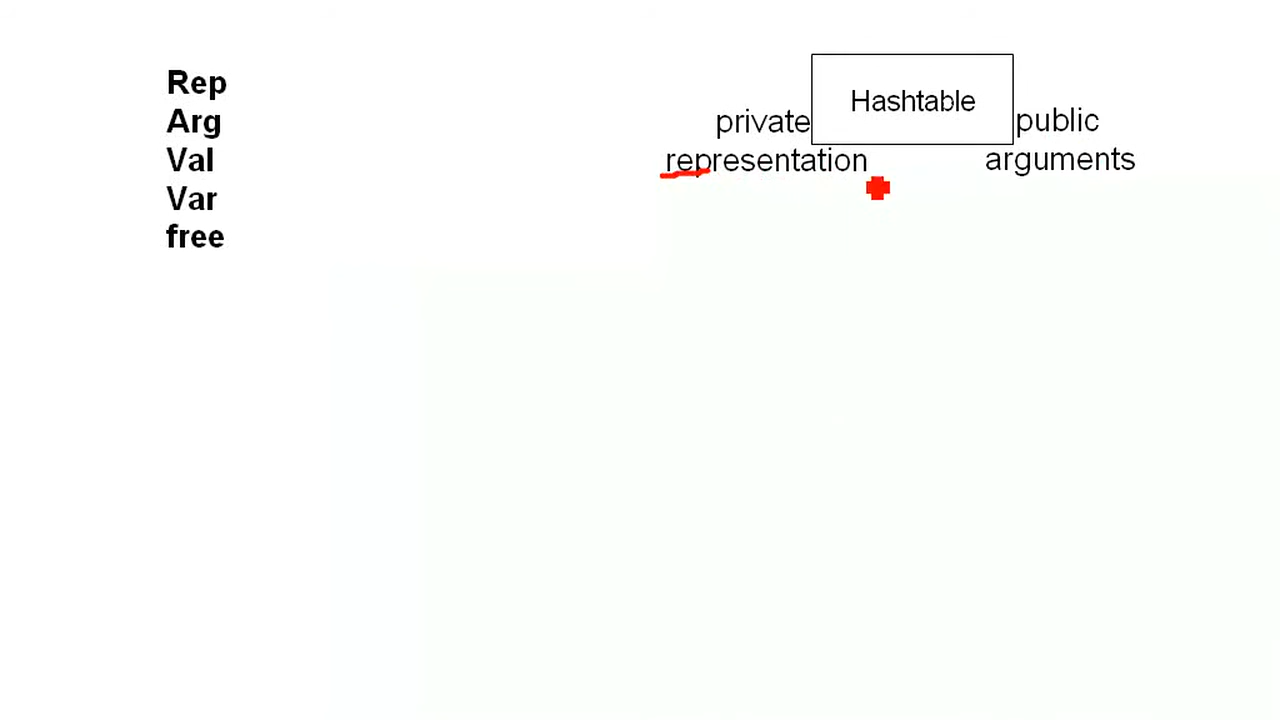 Rep
Arg
Val
Var
free
Hashtable
private
public
representation
arguments